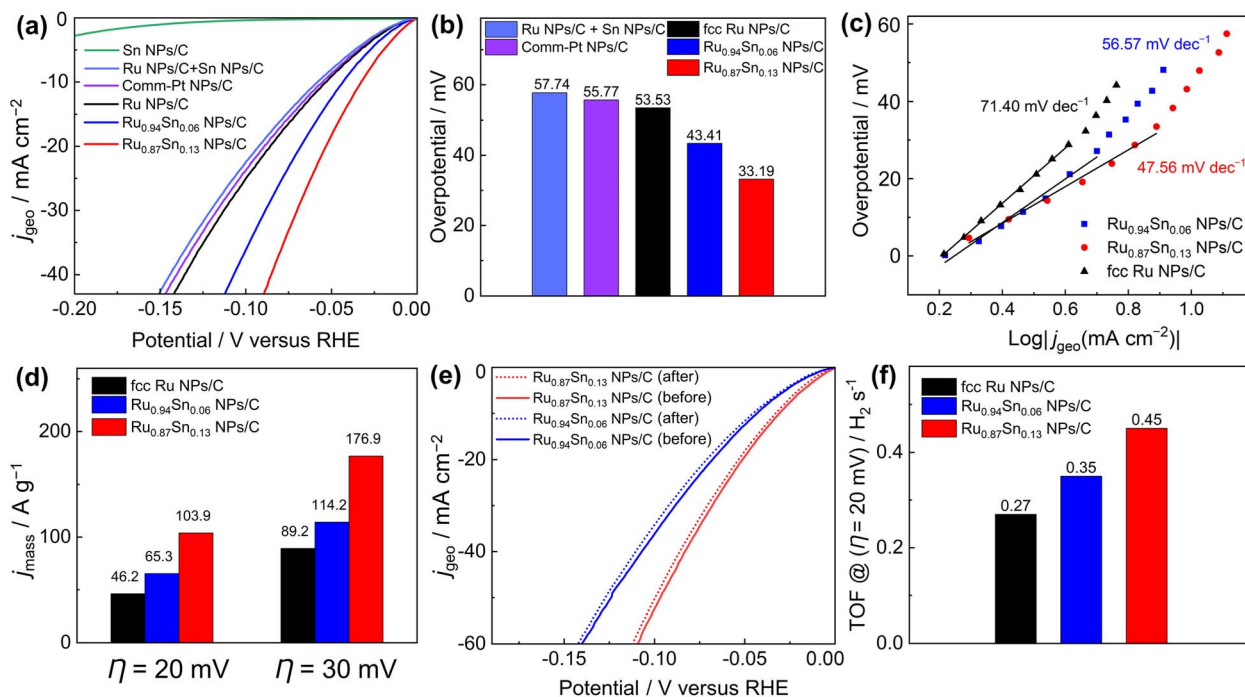 (a)
0
-10
-20
-30
-40
-0.20
-0.15
-0.10
-0.05
0.00
j_geo / mA cm⁻²
Potential / V versus RHE
Sn NPs/C
Ru NPs/C+Sn NPs/C
Comm-Pt NPs/C
Ru NPs/C
Ru₀.₉₄Sn₀.₀₆ NPs/C
Ru₀.₈₇Sn₀.₁₃ NPs/C
(b)
80
60
40
20
0
Overpotential / mV
Ru NPs/C + Sn NPs/C
Comm-Pt NPs/C
fcc Ru NPs/C
Ru₀.₉₄Sn₀.₀₆ NPs/C
Ru₀.₈₇Sn₀.₁₃ NPs/C
57.74
55.77
53.53
43.41
33.19
(c)
60
40
20
0
Overpotential / mV
56.57 mV dec⁻¹
71.40 mV dec⁻¹
47.56 mV dec⁻¹
Ru₀.₉₄Sn₀.₀₆ NPs/C
Ru₀.₈₇Sn₀.₁₃ NPs/C
fcc Ru NPs/C
0.2
0.4
0.6
0.8
1.0
Log|j_geo(mA cm⁻²)|
(d)
200
100
0
j_mass / A g⁻¹
fcc Ru NPs/C
Ru₀.₉₄Sn₀.₀₆ NPs/C
Ru₀.₈₇Sn₀.₁₃ NPs/C
46.2
65.3
103.9
89.2
114.2
176.9
η = 20 mV
η = 30 mV
(e)
0
-20
-40
-60
j_geo / mA cm⁻²
Ru₀.₈₇Sn₀.₁₃ NPs/C (after)
Ru₀.₈₇Sn₀.₁₃ NPs/C (before)
Ru₀.₉₄Sn₀.₀₆ NPs/C (after)
Ru₀.₉₄Sn₀.₀₆ NPs/C (before)
-0.15
-0.10
-0.05
0.00
Potential / V versus RHE
(f)
0.6
0.4
0.2
0.0
TOF @ (η = 20 mV) / H₂ s⁻¹
fcc Ru NPs/C
Ru₀.₉₄Sn₀.₀₆ NPs/C
Ru₀.₈₇Sn₀.₁₃ NPs/C
0.27
0.35
0.45